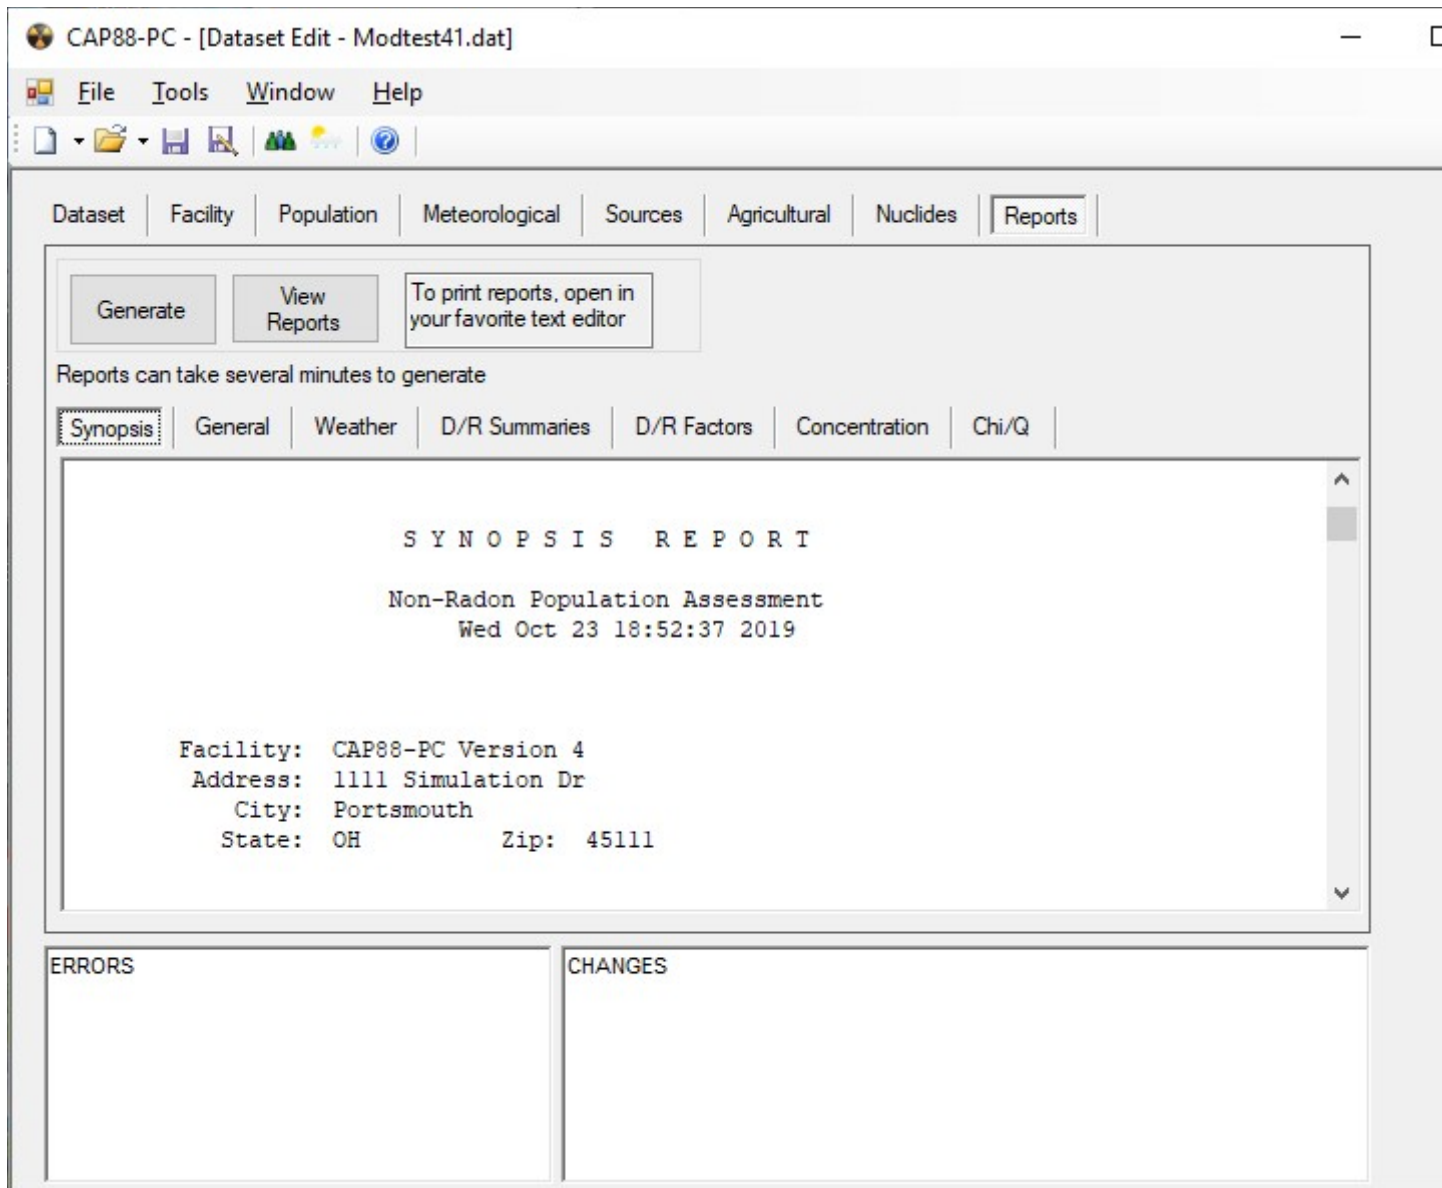 CAP88-PC - [Dataset Edit - Modtest41.dat]
File Tools Window Help
Dataset Facility Population Meteorological Sources Agricultural Nuclides Reports
Generate
View
Reports
To print reports, open in
your favorite text editor
Reports can take several minutes to generate
Synopsis General Weather D/R Summaries D/R Factors Concentration Chi/Q
S Y N O P S I S   R E P O R T
Non-Radon Population Assessment
Wed Oct 23 18:52:37 2019
Facility: CAP88-PC Version 4
Address: 1111 Simulation Dr
City: Portsmouth
State: OH Zip: 45111
ERRORS
CHANGES